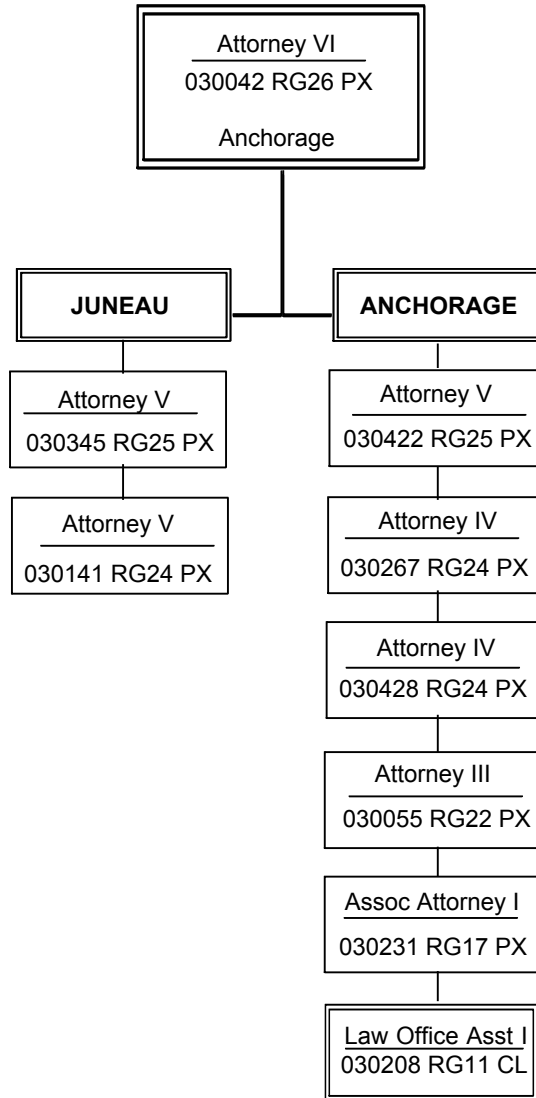 Attorney VI
030042 RG26 PX
Anchorage
JUNEAU
Attorney V
030345 RG25 PX
Attorney V
030141 RG24 PX
ANCHORAGE
Attorney V
030422 RG25 PX
Attorney IV
030267 RG24 PX
Attorney IV
030428 RG24 PX
Attorney III
030055 RG22 PX
Assoc Attorney I
030231 RG17 PX
Law Office Asst I
030208 RG11 CL